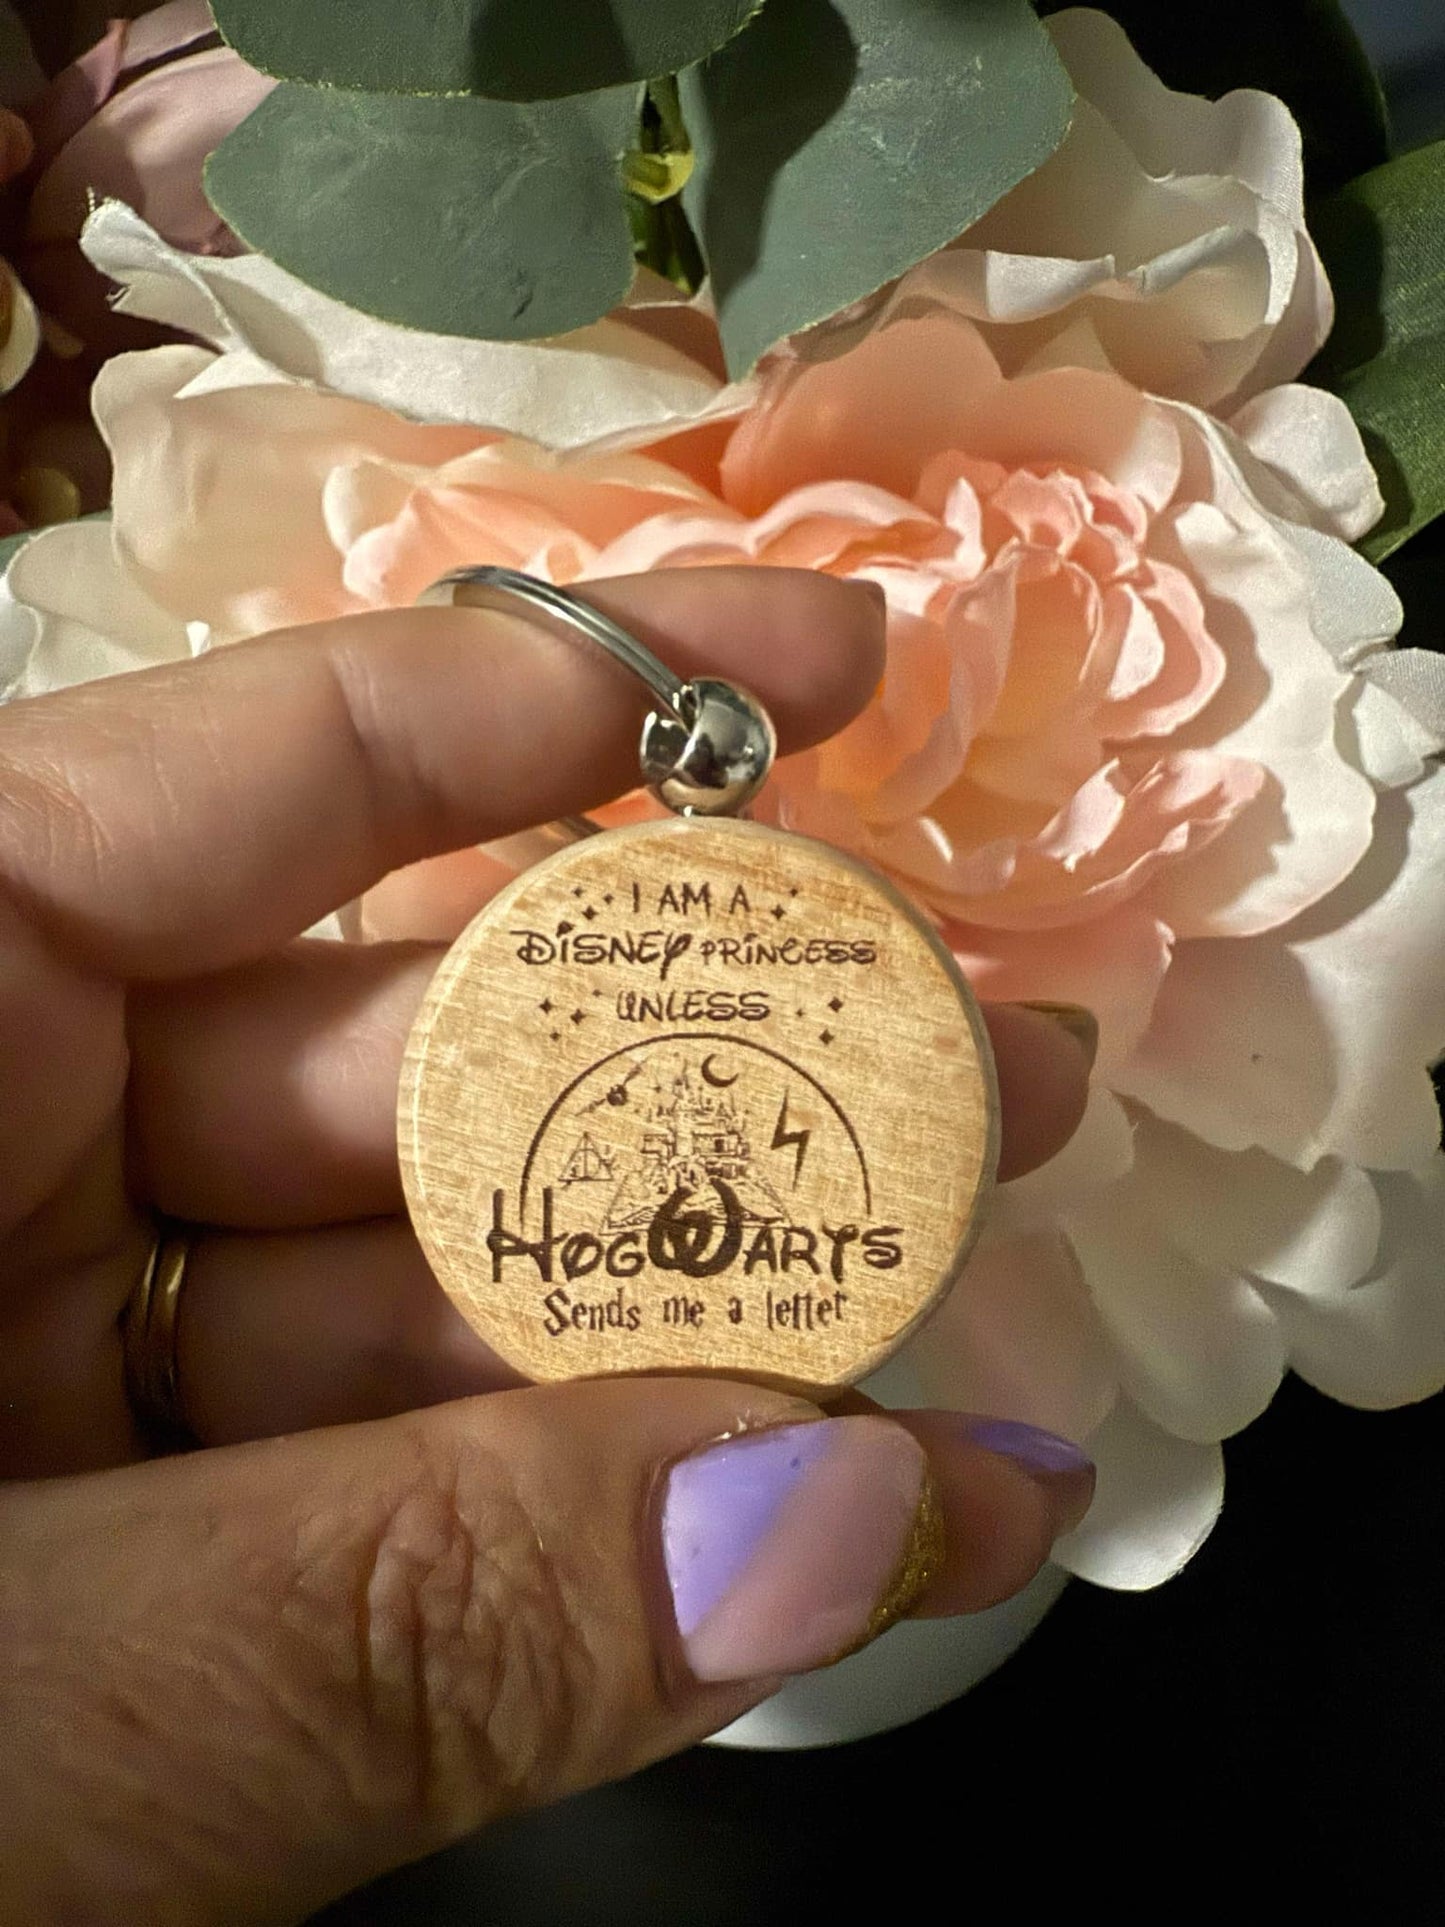 I AM A
DiSNEY PRiNCESS
UNLESS
HOGWARTS
Sends me a letter